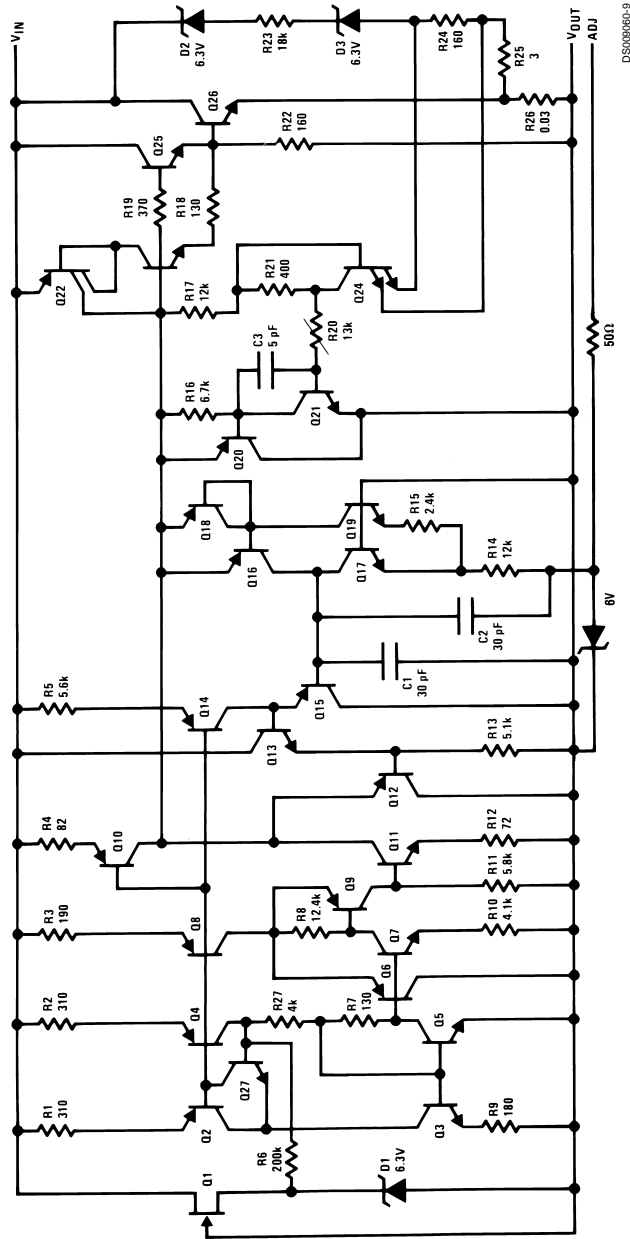 VIN
R1
310
R2
310
R3
190
R4
82
R5
5.6k
Q1
Q2
Q4
Q8
Q10
Q14
Q27
R6
200k
D1
6.3V
R27
4k
R7
130
Q3
Q5
R9
180
Q6
Q7
R8
12.4k
Q9
R10
4.1k
R11
5.8k
Q11
R12
72
Q12
Q13
R13
5.1k
Q15
C1
30 pF
C2
30 pF
6V
Q16
Q18
Q17
Q19
R15
2.4k
R14
12k
Q20
R16
6.7k
C3
5 pF
Q21
R20
13k
R17
12k
R21
400
Q24
Q22
R19
370
R18
130
Q25
Q26
R22
160
D2
6.3V
R23
18k
D3
6.3V
R24
160
R25
3
R26
0.03
50Ω
VOUT
ADJ
DS009060-9